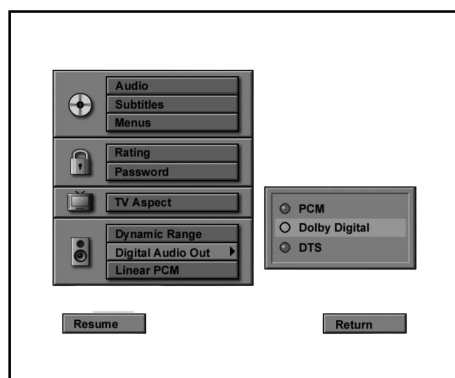 Audio
Subtitles
Menus
Rating
Password
TV Aspect
Dynamic Range
Digital Audio Out
Linear PCM
PCM
Dolby Digital
DTS
Resume
Return